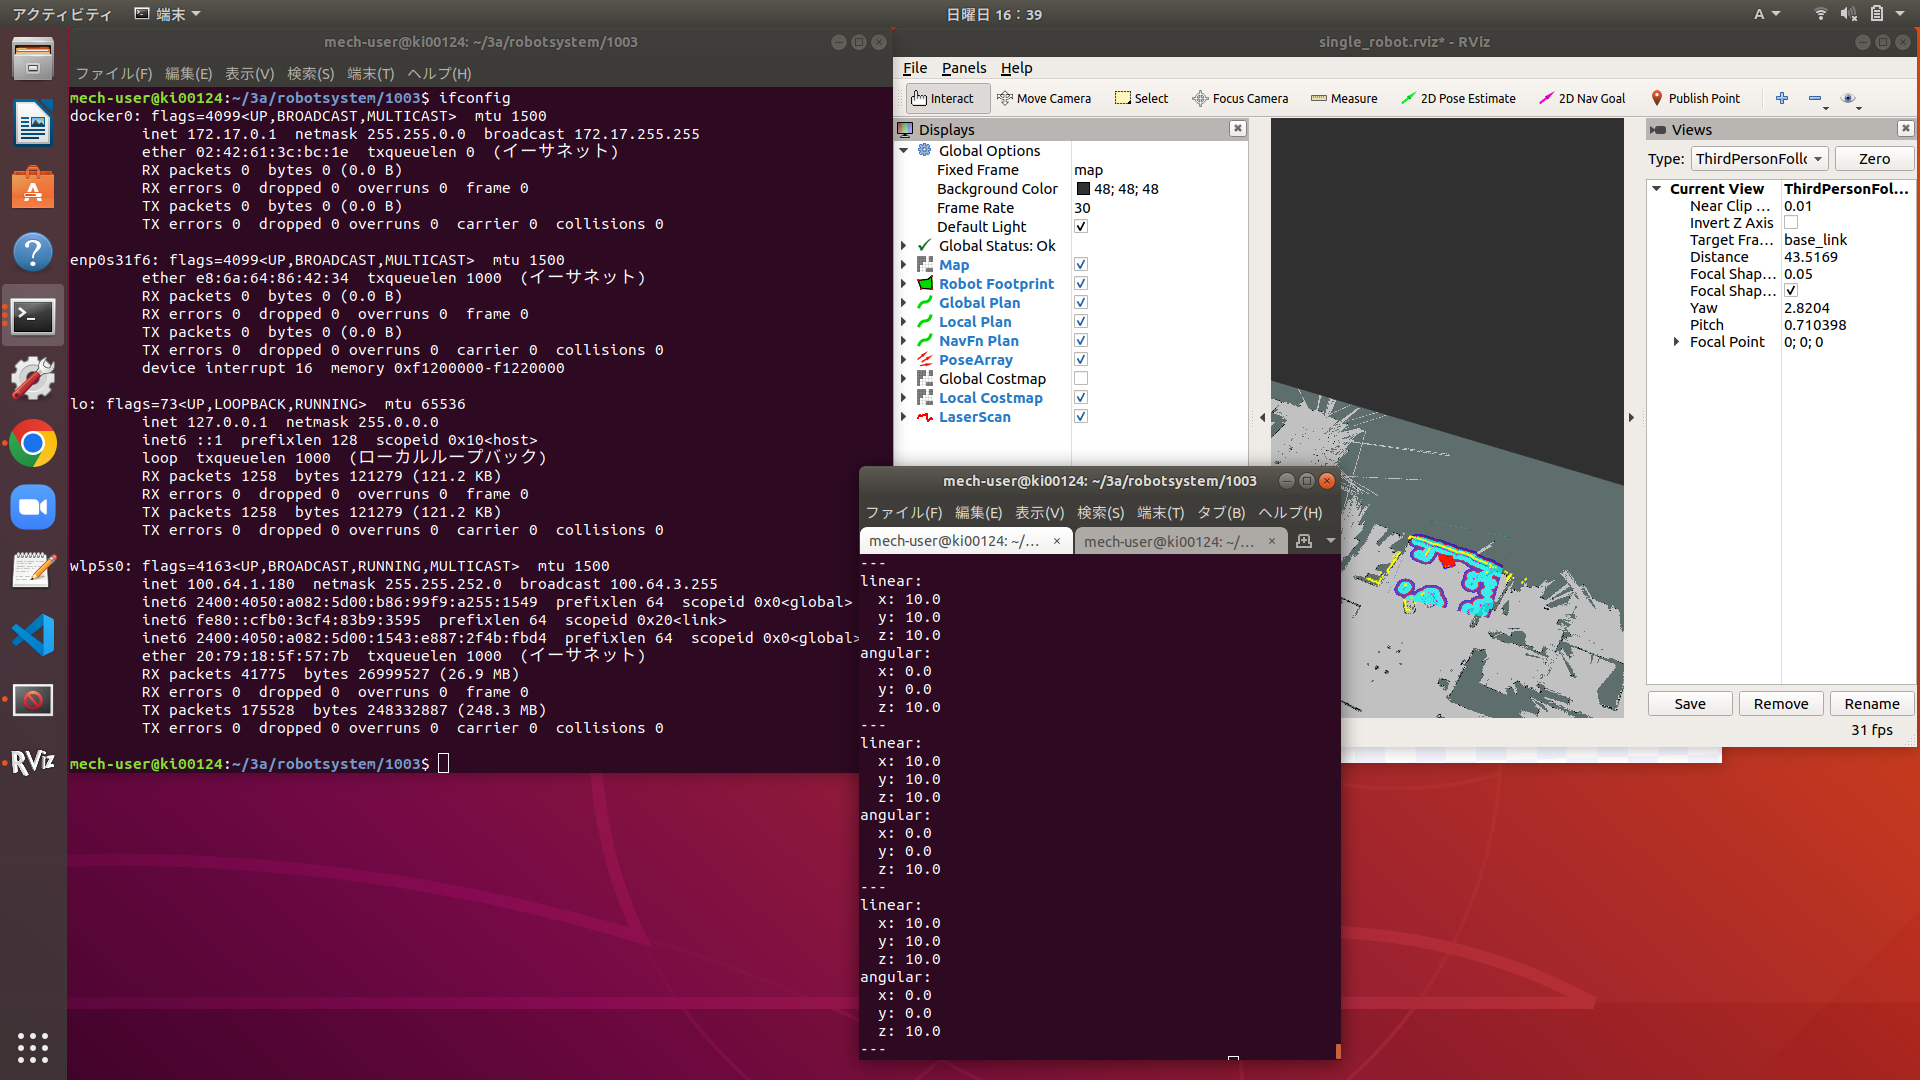 アクティビティ
端末
日曜日 16：39
A
mech-user@ki00124: ~/3a/robotsystem/1003
ファイル(F) 編集(E) 表示(V) 検索(S) 端末(T) ヘルプ(H)
mech-user@ki00124:~/3a/robotsystem/1003$ ifconfig
docker0: flags=4099<UP,BROADCAST,MULTICAST>  mtu 1500
        inet 172.17.0.1  netmask 255.255.0.0  broadcast 172.17.255.255
        ether 02:42:61:3c:bc:1e  txqueuelen 0  (イーサネット)
        RX packets 0  bytes 0 (0.0 B)
        RX errors 0  dropped 0  overruns 0  frame 0
        TX packets 0  bytes 0 (0.0 B)
        TX errors 0  dropped 0 overruns 0  carrier 0  collisions 0
enp0s31f6: flags=4099<UP,BROADCAST,MULTICAST>  mtu 1500
        ether e8:6a:64:86:42:34  txqueuelen 1000  (イーサネット)
        RX packets 0  bytes 0 (0.0 B)
        RX errors 0  dropped 0  overruns 0  frame 0
        TX packets 0  bytes 0 (0.0 B)
        TX errors 0  dropped 0 overruns 0  carrier 0  collisions 0
        device interrupt 16  memory 0xf1200000-f1220000
lo: flags=73<UP,LOOPBACK,RUNNING>  mtu 65536
        inet 127.0.0.1  netmask 255.0.0.0
        inet6 ::1  prefixlen 128  scopeid 0x10<host>
        loop  txqueuelen 1000  (ローカルループバック)
        RX packets 1258  bytes 121279 (121.2 KB)
        RX errors 0  dropped 0  overruns 0  frame 0
        TX packets 1258  bytes 121279 (121.2 KB)
        TX errors 0  dropped 0 overruns 0  carrier 0  collisions 0
wlp5s0: flags=4163<UP,BROADCAST,RUNNING,MULTICAST>  mtu 1500
        inet 100.64.1.180  netmask 255.255.252.0  broadcast 100.64.3.255
        inet6 2400:4050:a082:5d00:b86:99f9:a255:1549  prefixlen 64  scopeid 0x0<global>
        inet6 fe80::cfb0:3cf4:83b9:3595  prefixlen 64  scopeid 0x20<link>
        inet6 2400:4050:a082:5d00:1543:e887:2f4b:fbd4  prefixlen 64  scopeid 0x0<global>
        ether 20:79:18:5f:57:7b  txqueuelen 1000  (イーサネット)
        RX packets 41775  bytes 26999527 (26.9 MB)
        RX errors 0  dropped 0  overruns 0  frame 0
        TX packets 175528  bytes 248332887 (248.3 MB)
        TX errors 0  dropped 0 overruns 0  carrier 0  collisions 0
mech-user@ki00124:~/3a/robotsystem/1003$
single_robot.rviz* - RViz
File Panels Help
Interact Move Camera Select Focus Camera Measure 2D Pose Estimate 2D Nav Goal Publish Point
Displays
Global Options
Fixed Frame map
Background Color 48; 48; 48
Frame Rate 30
Default Light
Global Status: Ok
Map
Robot Footprint
Global Plan
Local Plan
NavFn Plan
PoseArray
Global Costmap
Local Costmap
LaserScan
Views
Type: ThirdPersonFollo Zero
Current View ThirdPersonFol...
Near Clip ... 0.01
Invert Z Axis
Target Fra... base_link
Distance 43.5169
Focal Shap... 0.05
Focal Shap...
Yaw 2.8204
Pitch 0.710398
Focal Point 0; 0; 0
Save Remove Rename
31 fps
mech-user@ki00124: ~/3a/robotsystem/1003
ファイル(F) 編集(E) 表示(V) 検索(S) 端末(T) タブ(B) ヘルプ(H)
mech-user@ki00124: ~/... × mech-user@ki00124: ~/... ×
---
linear:
  x: 10.0
  y: 10.0
  z: 10.0
angular:
  x: 0.0
  y: 0.0
  z: 10.0
---
linear:
  x: 10.0
  y: 10.0
  z: 10.0
angular:
  x: 0.0
  y: 0.0
  z: 10.0
---
linear:
  x: 10.0
  y: 10.0
  z: 10.0
angular:
  x: 0.0
  y: 0.0
  z: 10.0
---
RViz